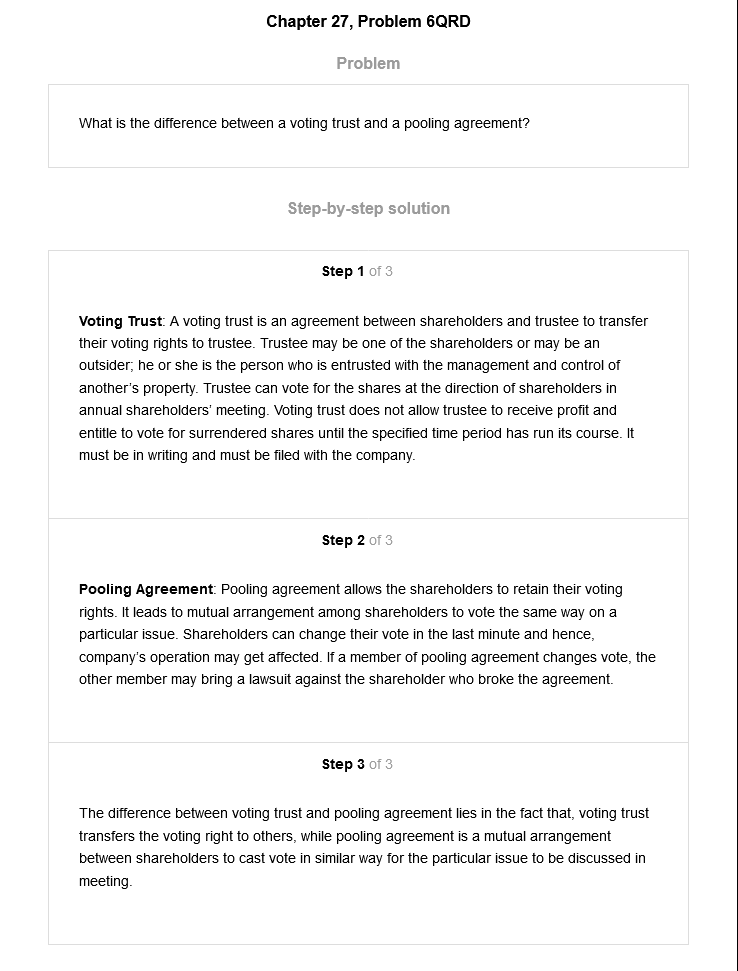 Chapter 27, Problem 6QRD
Problem
What is the difference between a voting trust and a pooling agreement?
Step-by-step solution
Step 1 of 3
Voting Trust: A voting trust is an agreement between shareholders and trustee to transfer
their voting rights to trustee. Trustee may be one of the shareholders or may be an
outsider; he or she is the person who is entrusted with the management and control of
another's property. Trustee can vote for the shares at the direction of shareholders in
annual shareholders' meeting. Voting trust does not allow trustee to receive profit and
entitle to vote for surrendered shares until the specified time period has run its course. It
must be in writing and must be filed with the company.
Step 2 of 3
Pooling Agreement: Pooling agreement allows the shareholders to retain their voting
rights. It leads to mutual arrangement among shareholders to vote the same way on a
particular issue. Shareholders can change their vote in the last minute and hence,
company's operation may get affected. If a member of pooling agreement changes vote, the
other member may bring a lawsuit against the shareholder who broke the agreement.
Step 3 of 3
The difference between voting trust and pooling agreement lies in the fact that, voting trust
transfers the voting right to others, while pooling agreement is a mutual arrangement
between shareholders to cast vote in similar way for the particular issue to be discussed in
meeting.